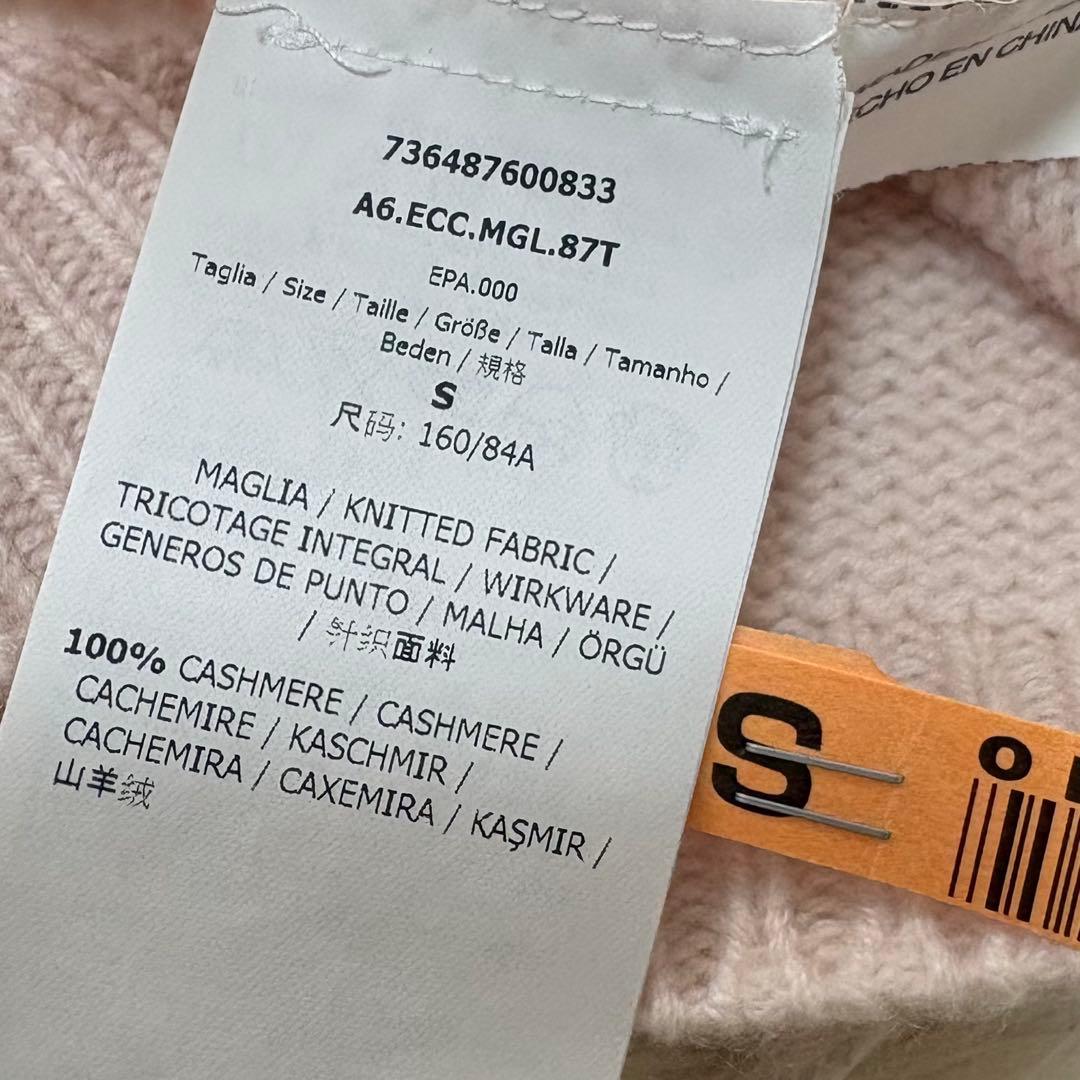 736487600833
A6.ECC.MGL.87T
EPA.000
Taglia / Size / Taille / Größe / Talla / Tamanho /
Beden / 規格
S
尺码: 160/84A
MAGLIA / KNITTED FABRIC /
TRICOTAGE INTEGRAL / WIRKWARE /
GENEROS DE PUNTO / MALHA / ÖRGÜ
/ 针织面料
100% CASHMERE / CASHMERE /
CACHEMIRE / KASCHMIR /
CACHEMIRA / CAXEMIRA / KAŞMIR /
山羊绒
EN CHINA
S